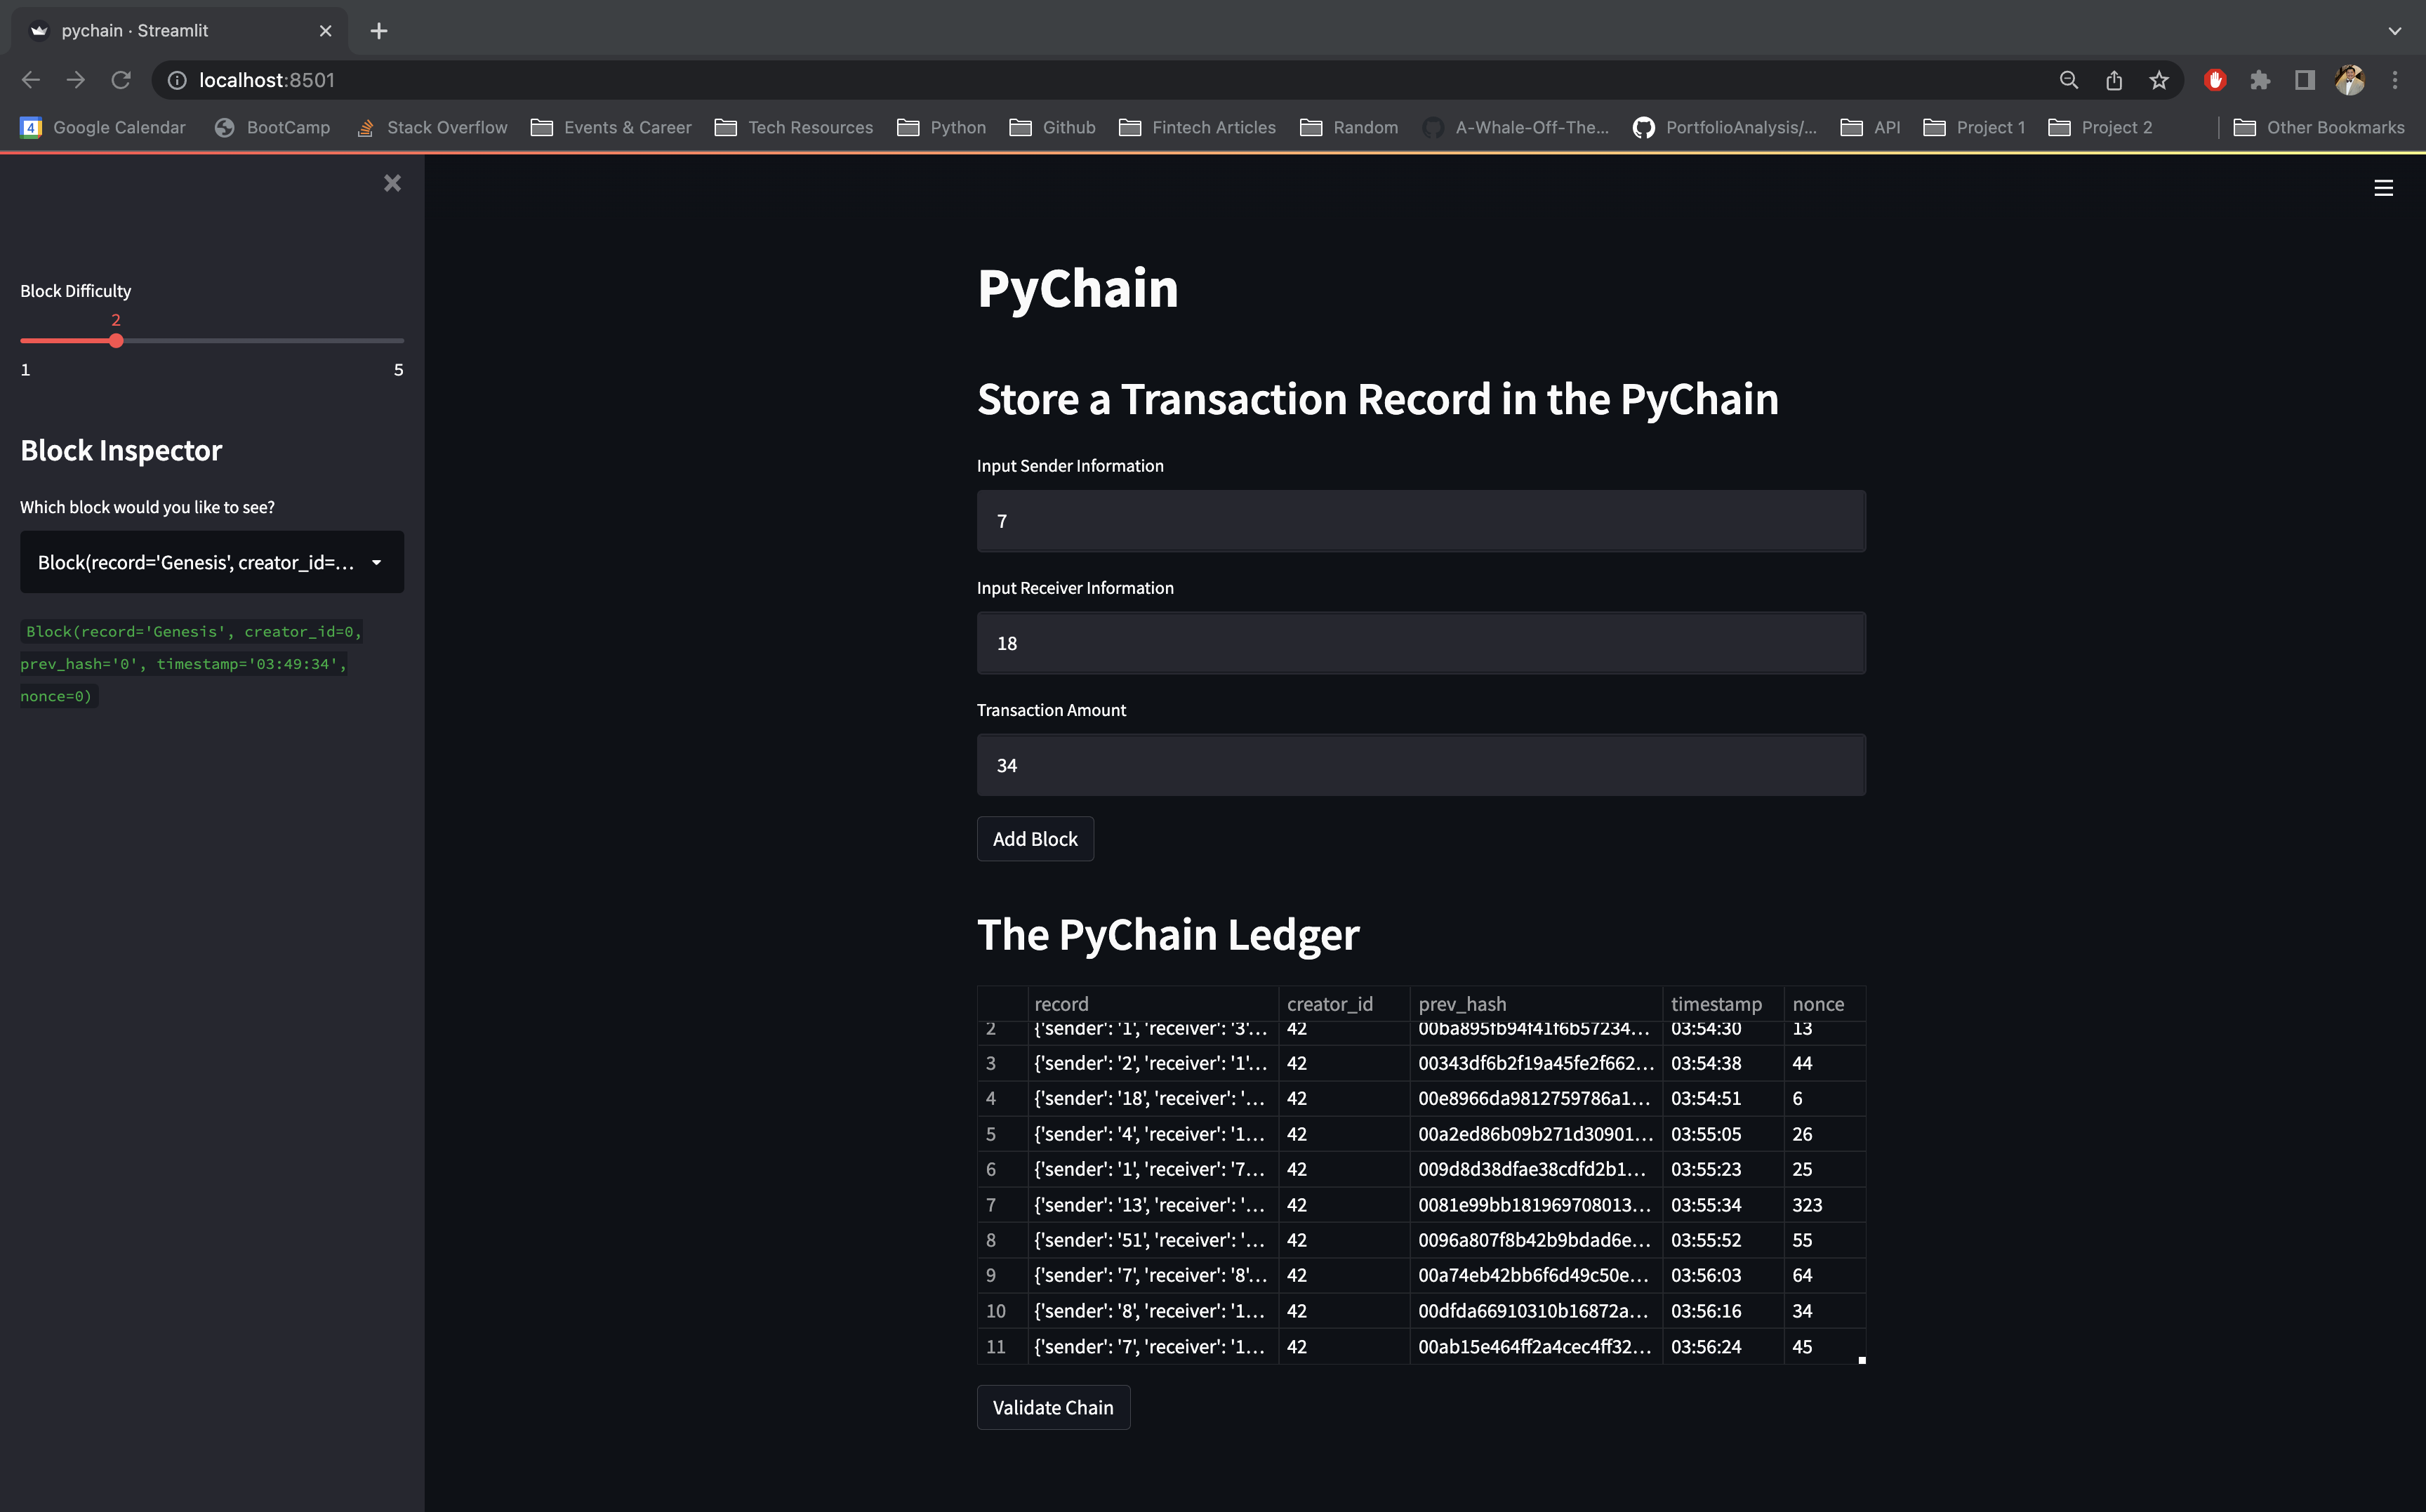 pychain · Streamlit
localhost:8501
4 Google Calendar BootCamp Stack Overflow Events & Career Tech Resources Python Github Fintech Articles Random A-Whale-Off-The... PortfolioAnalysis/... API Project 1 Project 2 Other Bookmarks
Block Difficulty
2
1 5
Block Inspector
Which block would you like to see?
Block(record='Genesis', creator_id=...
Block(record='Genesis', creator_id=0,
prev_hash='0', timestamp='03:49:34',
nonce=0)
PyChain
Store a Transaction Record in the PyChain
Input Sender Information
7
Input Receiver Information
18
Transaction Amount
34
Add Block
The PyChain Ledger
record creator_id prev_hash timestamp nonce
2 {'sender': '1', 'receiver': '3'... 42 00ba895fb94f41f6b57234... 03:54:30 13
3 {'sender': '2', 'receiver': '1'... 42 00343df6b2f19a45fe2f662... 03:54:38 44
4 {'sender': '18', 'receiver': '... 42 00e8966da9812759786a1... 03:54:51 6
5 {'sender': '4', 'receiver': '1... 42 00a2ed86b09b271d30901... 03:55:05 26
6 {'sender': '1', 'receiver': '7... 42 009d8d38dfae38cdfd2b1... 03:55:23 25
7 {'sender': '13', 'receiver': '... 42 0081e99bb181969708013... 03:55:34 323
8 {'sender': '51', 'receiver': '... 42 0096a807f8b42b9bdad6e... 03:55:52 55
9 {'sender': '7', 'receiver': '8'... 42 00a74eb42bb6f6d49c50e... 03:56:03 64
10 {'sender': '8', 'receiver': '1... 42 00dfda66910310b16872a... 03:56:16 34
11 {'sender': '7', 'receiver': '1... 42 00ab15e464ff2a4cec4ff32... 03:56:24 45
Validate Chain